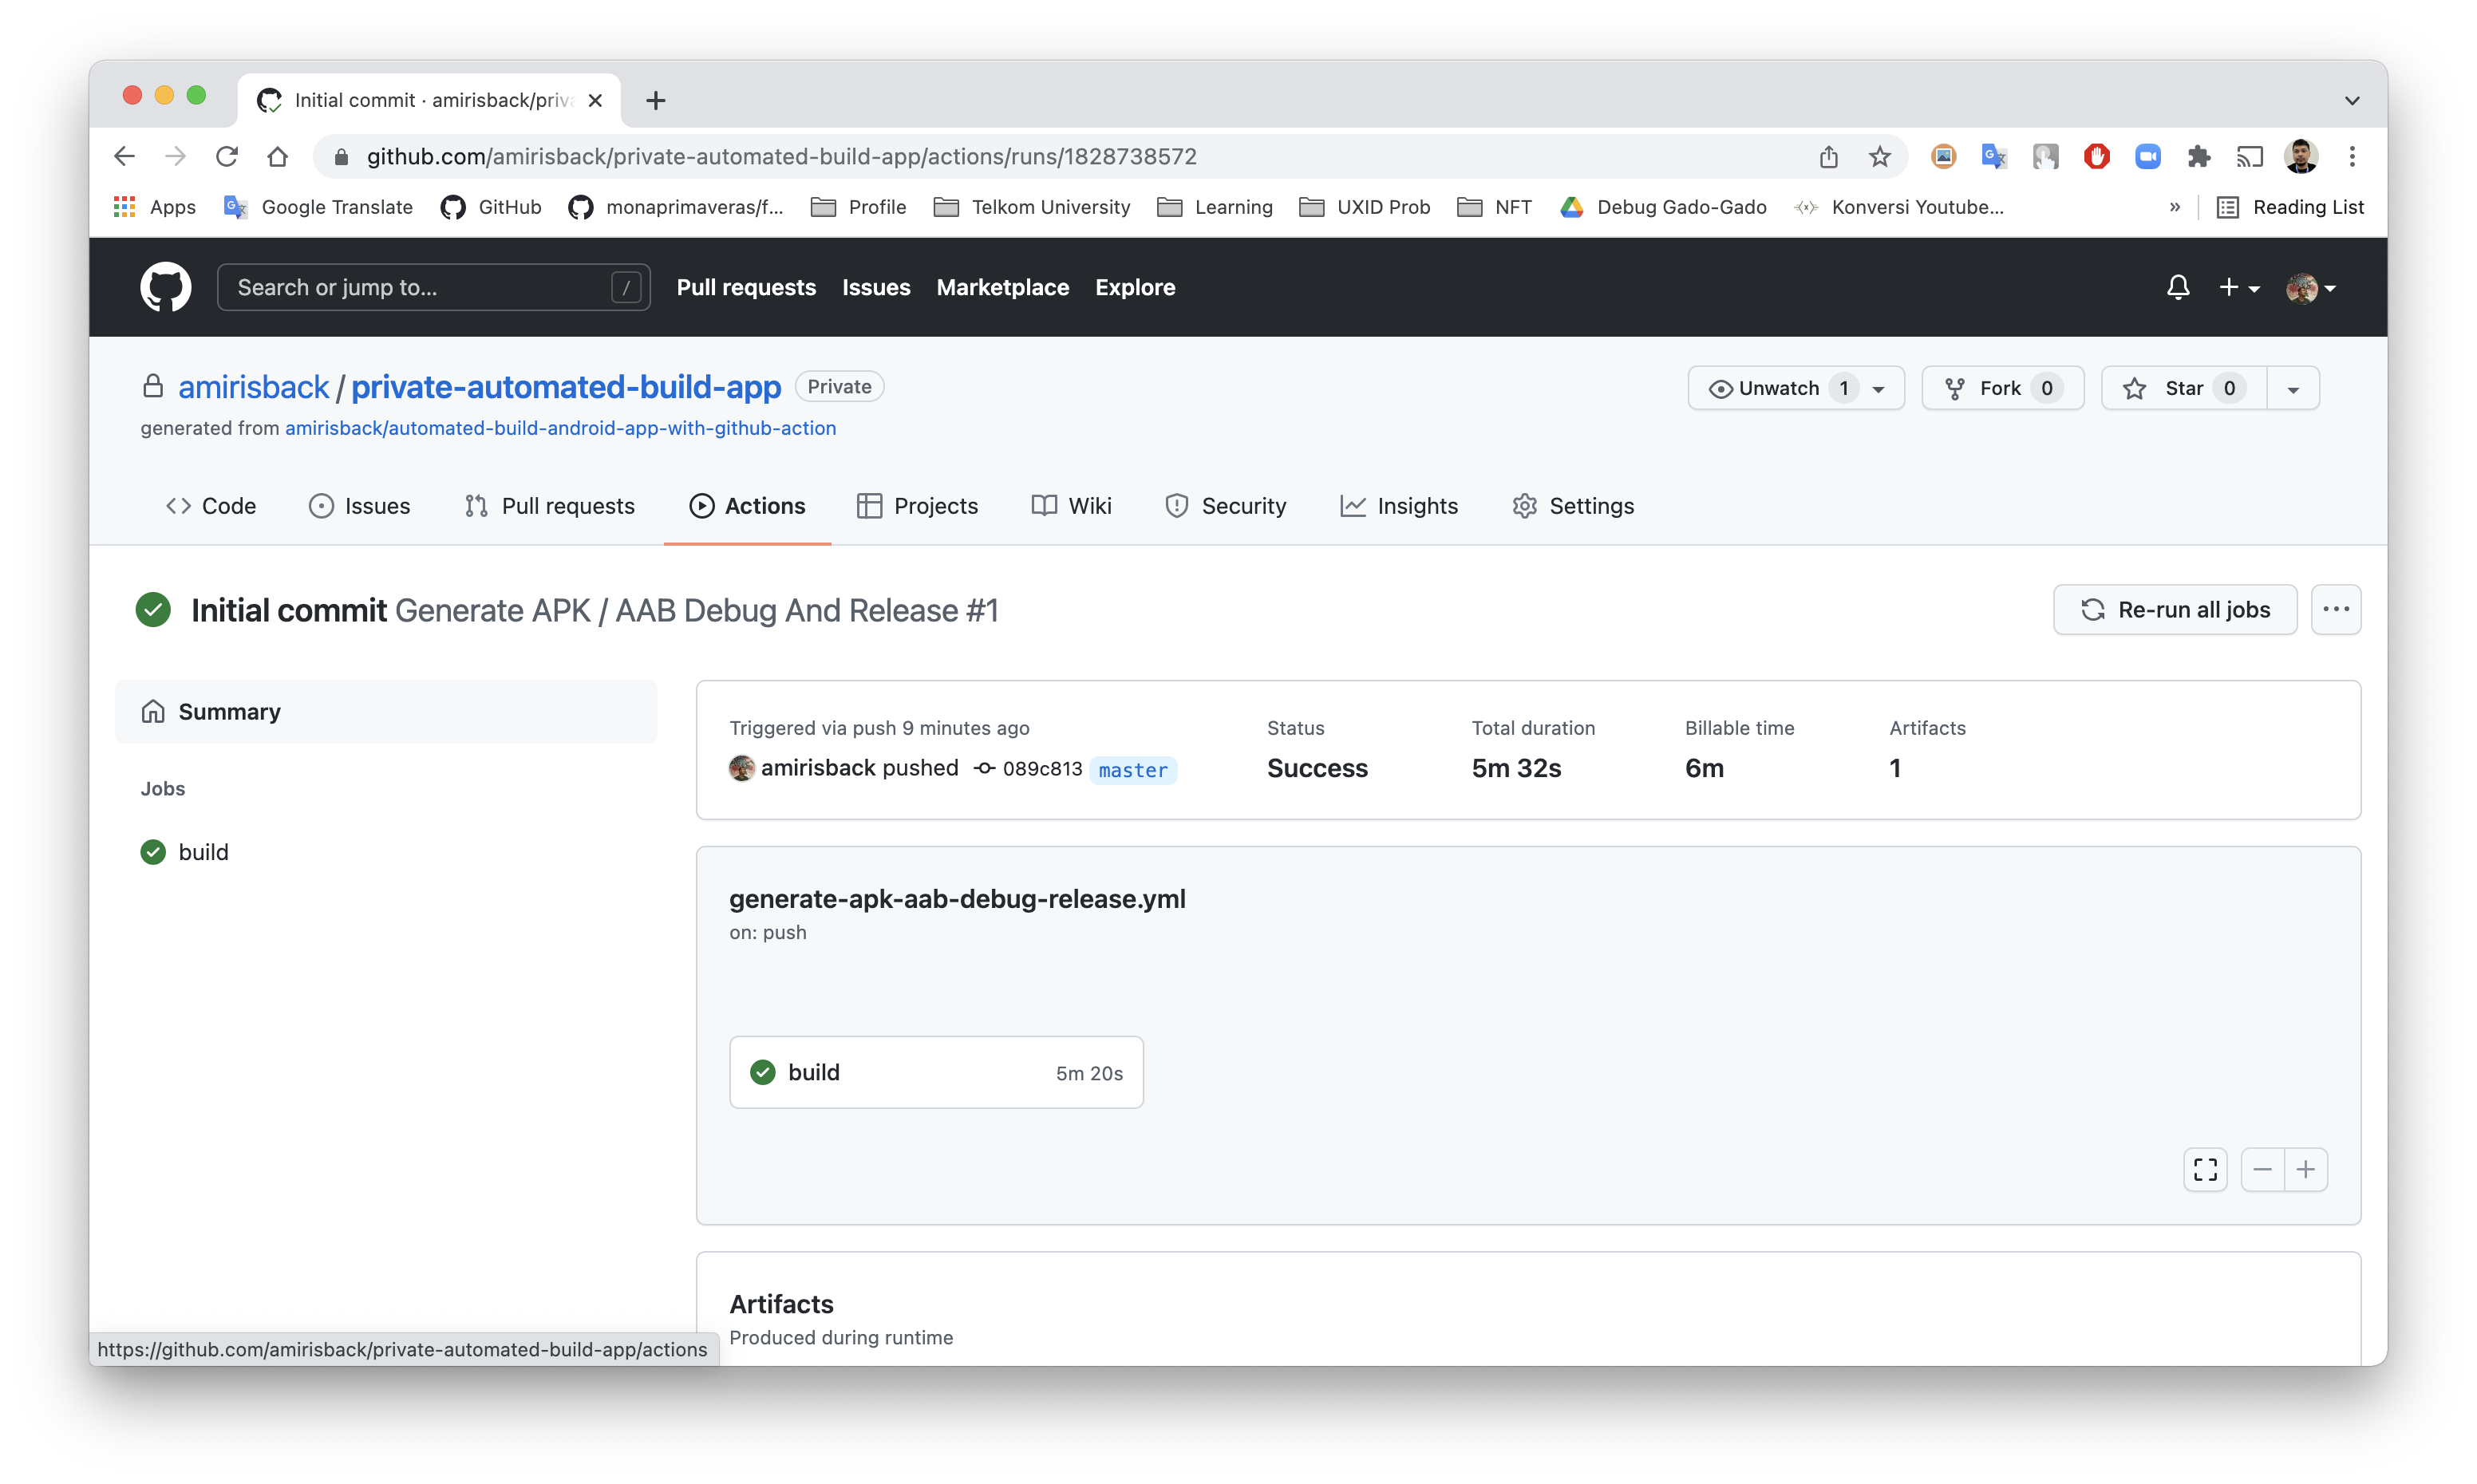 Initial commit · amirisback/priv
github.com/amirisback/private-automated-build-app/actions/runs/1828738572
Apps Google Translate GitHub monaprimaveras/f... Profile Telkom University Learning UXID Prob NFT Debug Gado-Gado Konversi Youtube... » Reading List
Search or jump to... / Pull requests Issues Marketplace Explore
amirisback / private-automated-build-app Private Unwatch 1 Fork 0 Star 0
generated from amirisback/automated-build-android-app-with-github-action
Code Issues Pull requests Actions Projects Wiki Security Insights Settings
Initial commit Generate APK / AAB Debug And Release #1 Re-run all jobs
Summary
Jobs
build
Triggered via push 9 minutes ago Status Total duration Billable time Artifacts
amirisback pushed 089c813 master Success 5m 32s 6m 1
generate-apk-aab-debug-release.yml
on: push
build 5m 20s
Artifacts
Produced during runtime
https://github.com/amirisback/private-automated-build-app/actions